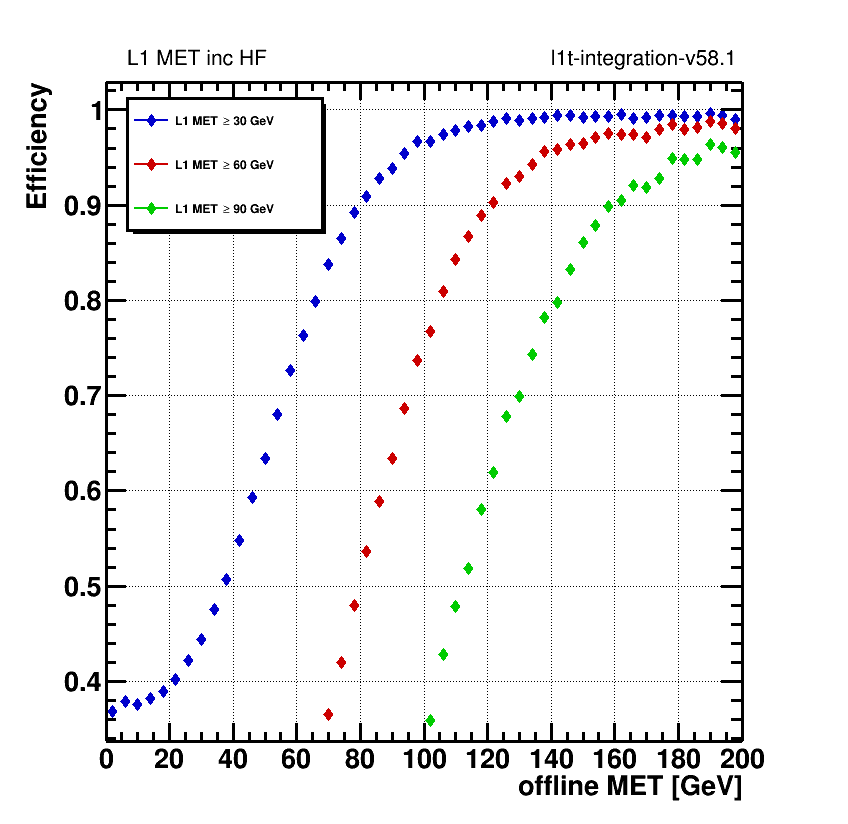 L1 MET inc HF
l1t-integration-v58.1
Efficiency
L1 MET ≥ 30 GeV
L1 MET ≥ 60 GeV
L1 MET ≥ 90 GeV
1
0.9
0.8
0.7
0.6
0.5
0.4
0 20 40 60 80 100 120 140 160 180 200
offline MET [GeV]